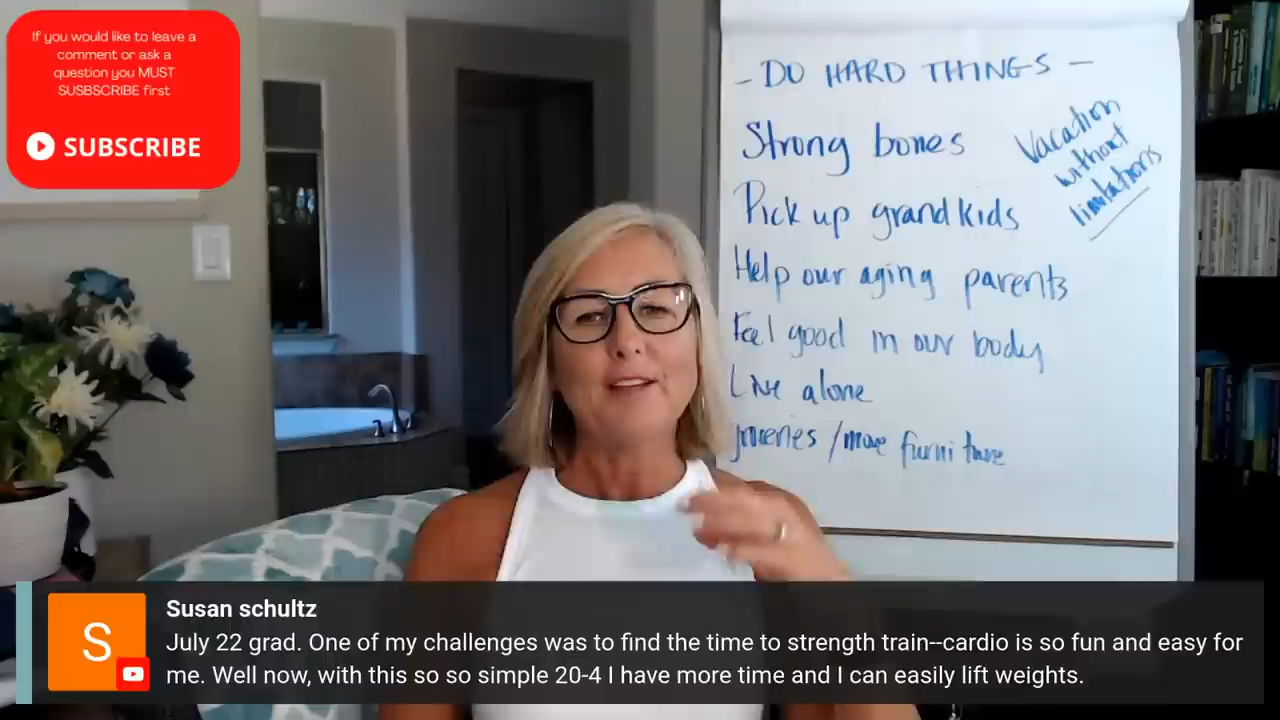 If you would like to leave a
comment or ask a
question you MUST
SUSBSCRIBE first
SUBSCRIBE
- DO HARD THINGS -
Strong bones
Vacation
without
limitations
Pick up grandkids
Help our aging parents
Feel good in our body
Live alone
groceries / move furniture
S
Susan schultz
July 22 grad. One of my challenges was to find the time to strength train--cardio is so fun and easy for
me. Well now, with this so so simple 20-4 I have more time and I can easily lift weights.